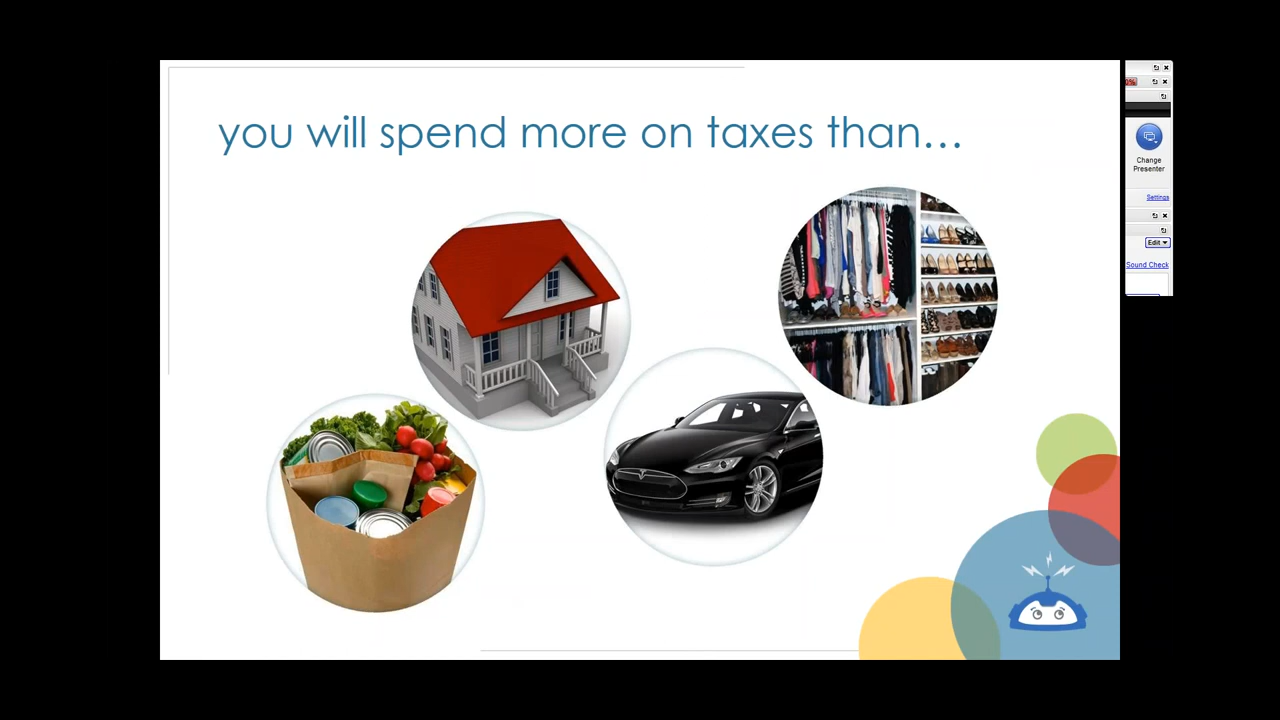 you will spend more on taxes than...
Change
Presenter
Settings
Edit
Sound Check